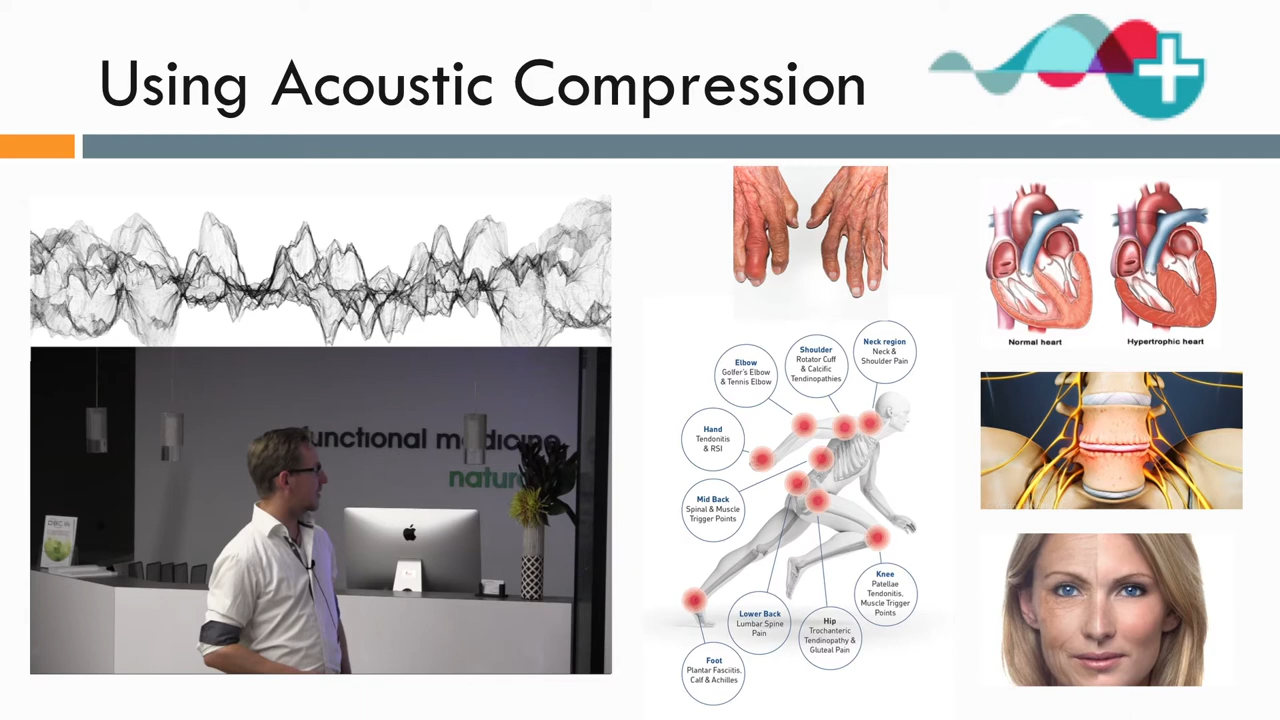 Using Acoustic Compression
functional medicine
natur
Elbow
Golfer's Elbow
& Tennis Elbow
Shoulder
Rotator Cuff
& Calcific
Tendinopathies
Neck region
Neck &
Shoulder Pain
Hand
Tendonitis
& RSI
Mid Back
Spinal & Muscle
Trigger Points
Knee
Patellae
Tendonitis,
Muscle Trigger
Points
Lower Back
Lumbar Spine
Pain
Hip
Trochanteric
Tendinopathy &
Gluteal Pain
Foot
Plantar Fasciitis,
Calf & Achilles
Normal heart
Hypertrophic heart